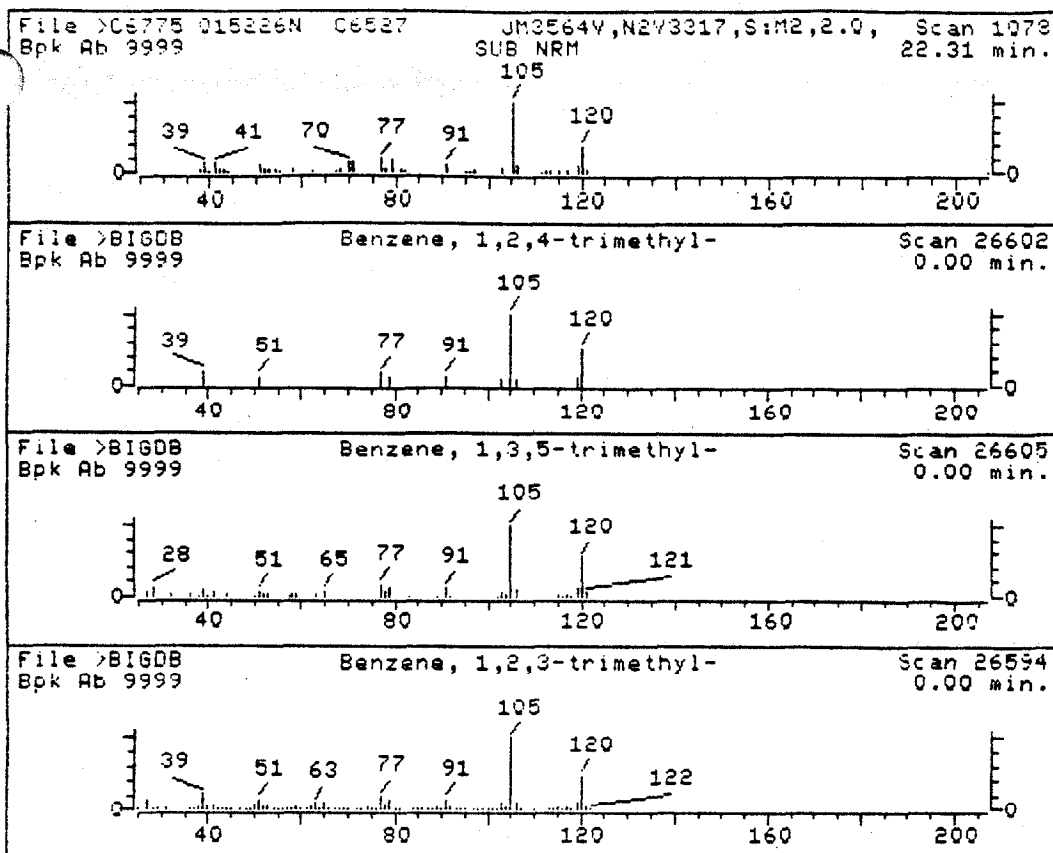 File >C6775 015226N C6527 JM3564V,N2V3317,S:M2,2.0, Scan 1078
Bpk Ab 9999 SUB NRM 22.31 min.
105
120
39 41 70 77 91
0 0
40 80 120 160 200
File >BIGDB Benzene, 1,2,4-trimethyl- Scan 26602
Bpk Ab 9999 0.00 min.
105
120
39 51 77 91
0 0
40 80 120 160 200
File >BIGDB Benzene, 1,3,5-trimethyl- Scan 26605
Bpk Ab 9999 0.00 min.
105
120
28 51 65 77 91 121
0 0
40 80 120 160 200
File >BIGDB Benzene, 1,2,3-trimethyl- Scan 26594
Bpk Ab 9999 0.00 min.
105
120
39 51 63 77 91 122
0 0
40 80 120 160 200